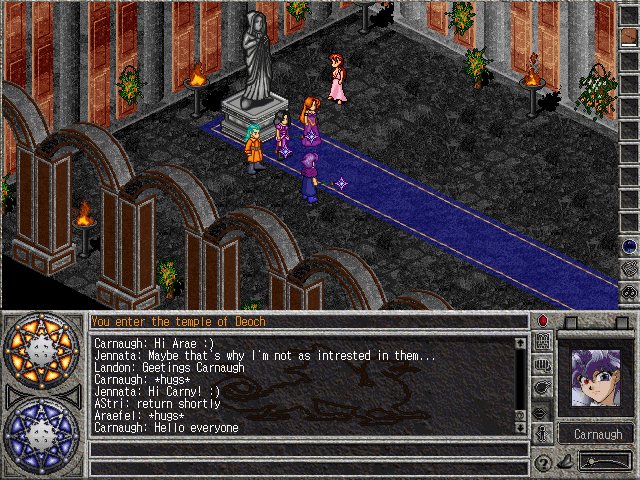 You enter the temple of Deoch
Carnaugh: Hi Arae :)
Jennata: Maybe that's why I'm not as intrested in them...
Landon: Geetings Carnaugh
Carnaugh: *hugs*
Jennata: Hi Carny! :)
AStri: return shortly
Araefel: *hugs*
Carnaugh: Hello everyone
Carnaugh
?